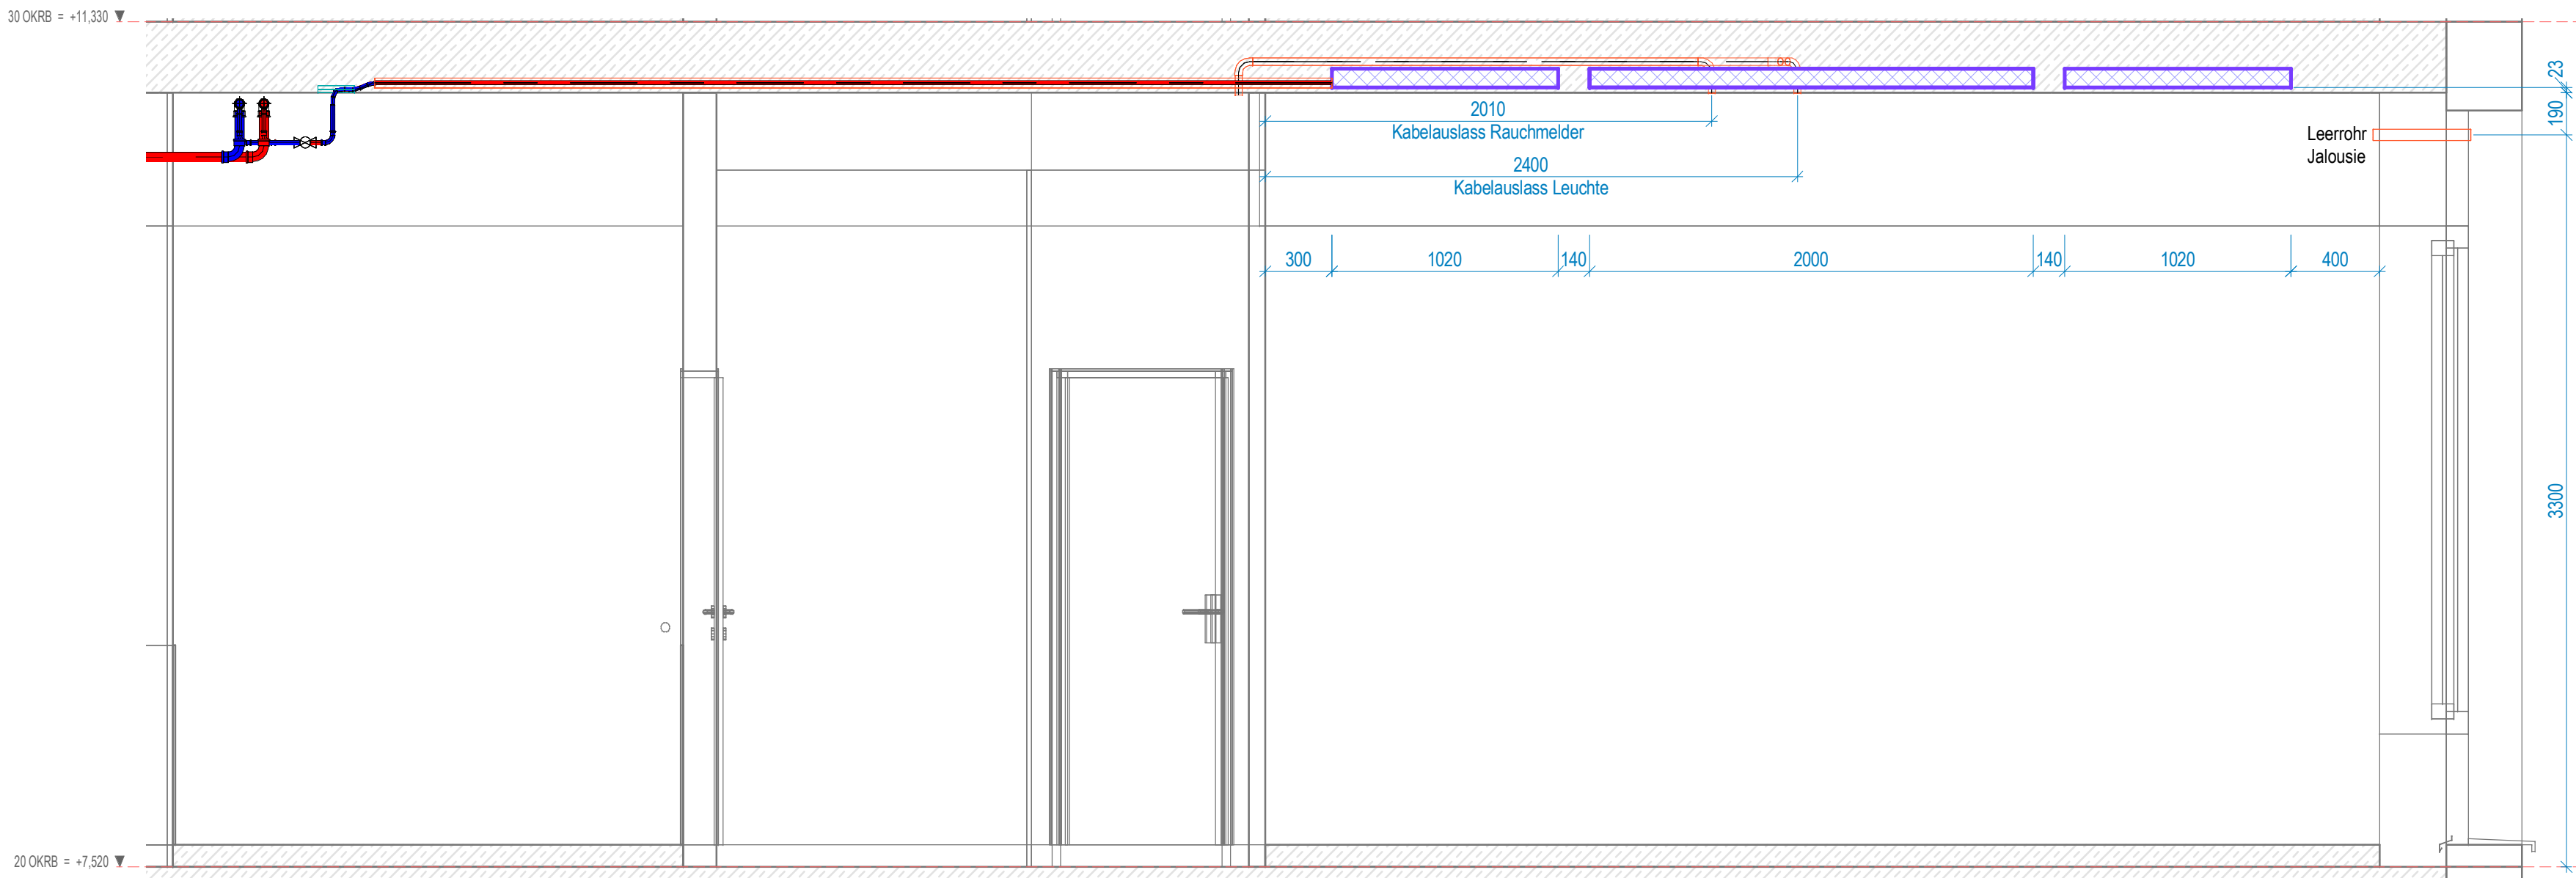 30 OKRB = +11,330
23
2010
190
Kabelauslass Rauchmelder
Leerrohr
Jalousie
2400
Kabelauslass Leuchte
300 1020 140 2000 140 1020 400
3300
20 OKRB = +7,520